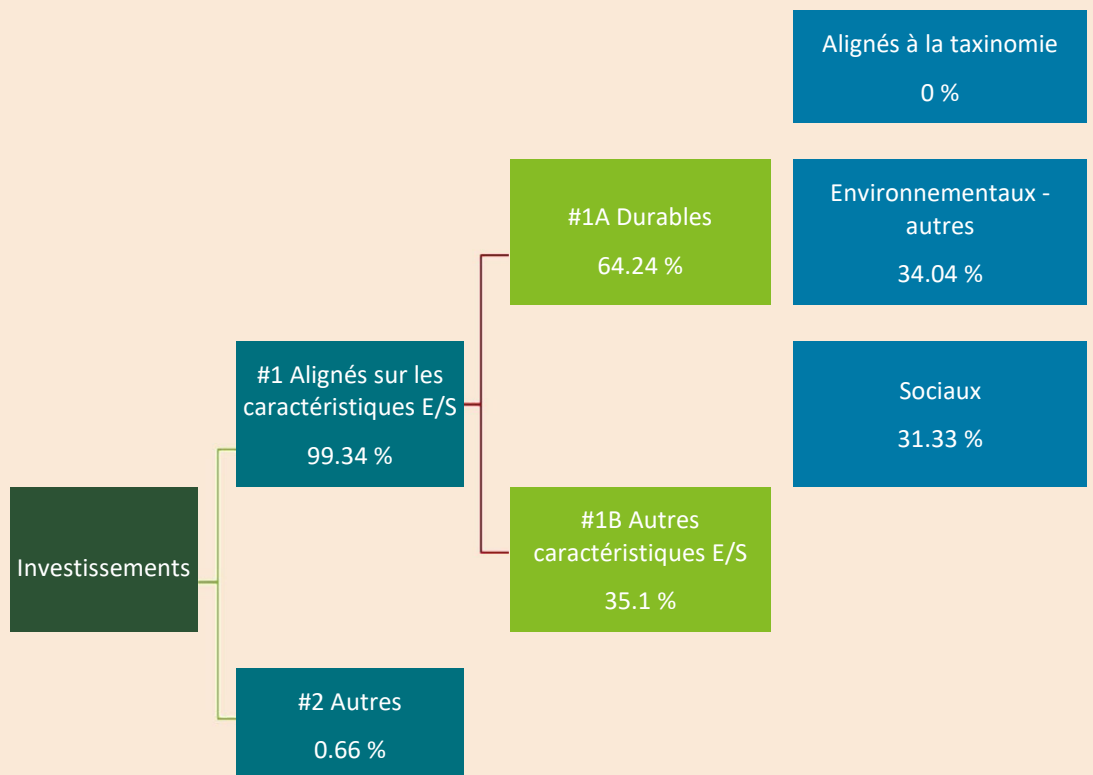 Alignés à la taxinomie
0 %
#1A Durables
64.24 %
Environnementaux -
autres
34.04 %
#1 Alignés sur les
caractéristiques E/S
99.34 %
Sociaux
31.33 %
Investissements
#1B Autres
caractéristiques E/S
35.1 %
#2 Autres
0.66 %